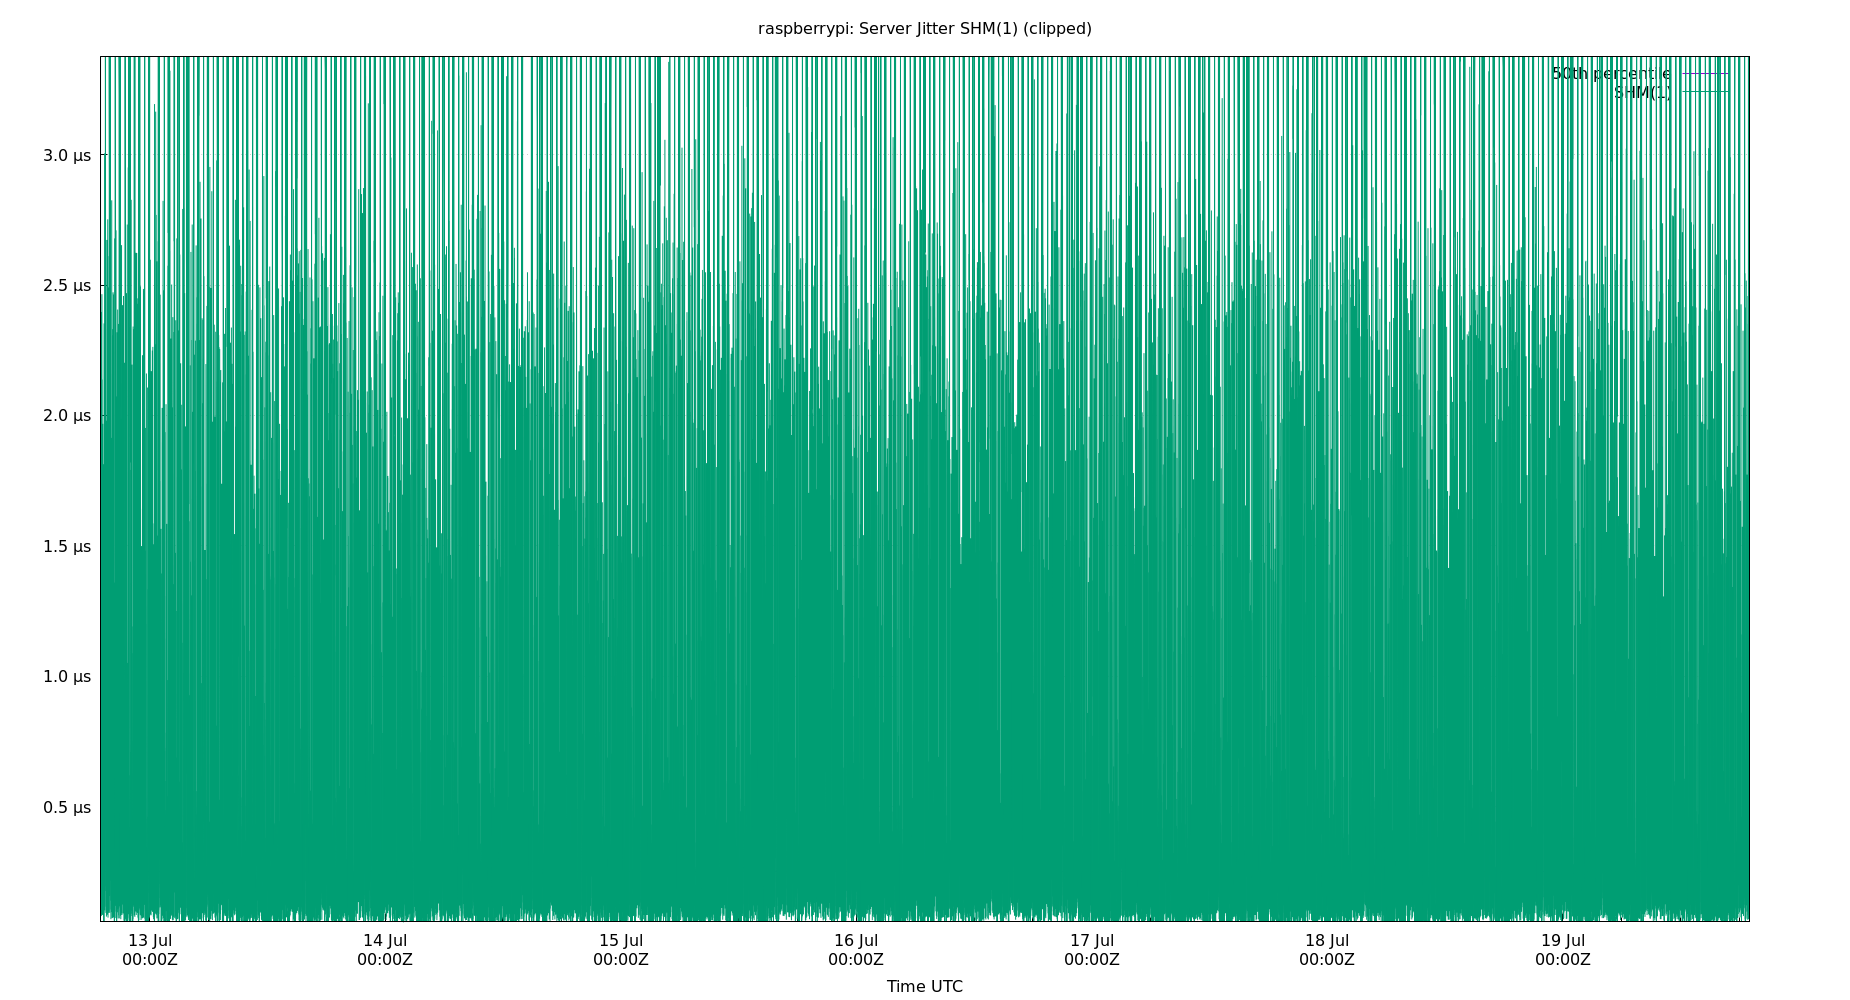 raspberrypi: Server Jitter SHM(1) (clipped)
50th percentile
SHM(1)
3.0 µs
2.5 µs
2.0 µs
1.5 µs
1.0 µs
0.5 µs
13 Jul 14 Jul 15 Jul 16 Jul 17 Jul 18 Jul 19 Jul
00:00Z 00:00Z 00:00Z 00:00Z 00:00Z 00:00Z 00:00Z
Time UTC